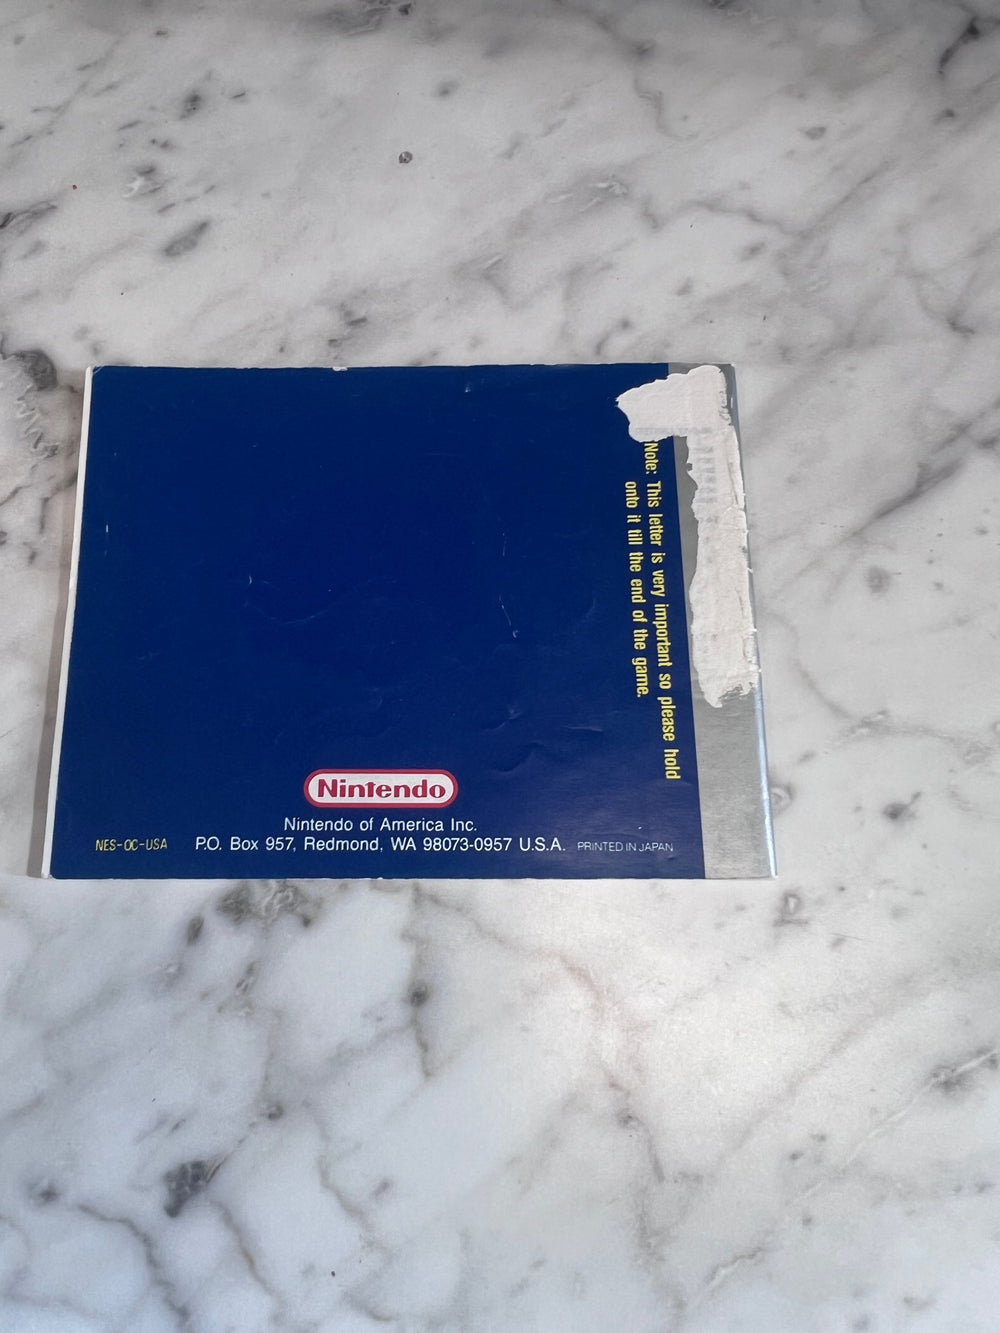 Note: This letter is very important so please hold
onto it till the end of the game.
Nintendo
Nintendo of America Inc.
NES-OC-USA P.O. Box 957, Redmond, WA 98073-0957 U.S.A. PRINTED IN JAPAN